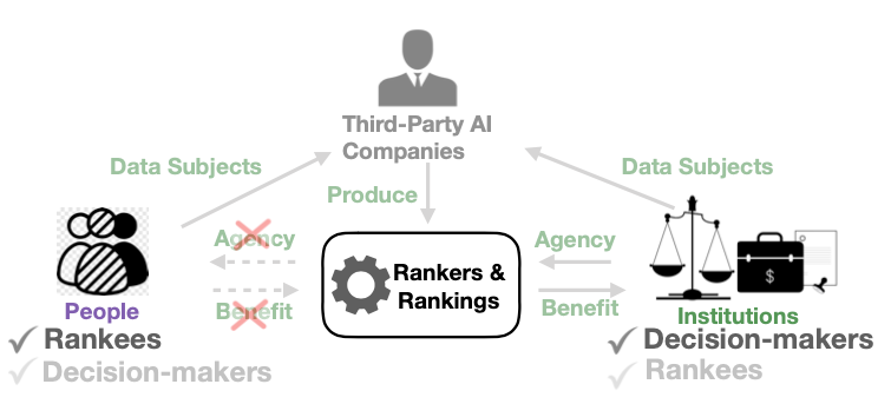 Third-Party AI
Companies
Data Subjects
Data Subjects
Produce
Agency
Agency
Rankers &
Rankings
Benefit
Benefit
$
People
Institutions
Rankees
Decision-makers
Decision-makers
Rankees